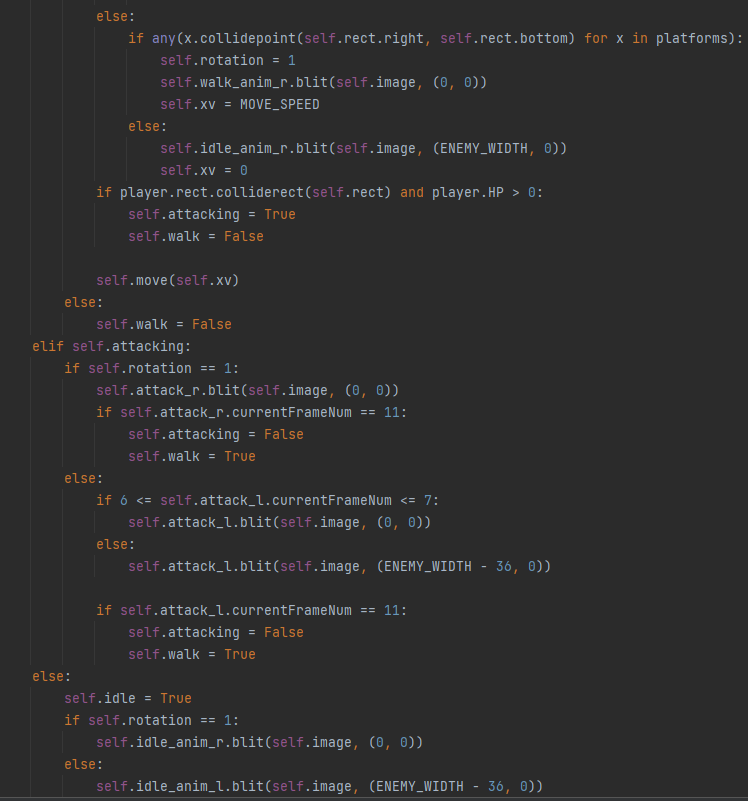 else:
    if any(x.collidepoint(self.rect.right, self.rect.bottom) for x in platforms):
        self.rotation = 1
        self.walk_anim_r.blit(self.image, (0, 0))
        self.xv = MOVE_SPEED
    else:
        self.idle_anim_r.blit(self.image, (ENEMY_WIDTH, 0))
        self.xv = 0
if player.rect.colliderect(self.rect) and player.HP > 0:
    self.attacking = True
    self.walk = False

self.move(self.xv)
else:
    self.walk = False
elif self.attacking:
    if self.rotation == 1:
        self.attack_r.blit(self.image, (0, 0))
        if self.attack_r.currentFrameNum == 11:
            self.attacking = False
            self.walk = True
    else:
        if 6 <= self.attack_l.currentFrameNum <= 7:
            self.attack_l.blit(self.image, (0, 0))
        else:
            self.attack_l.blit(self.image, (ENEMY_WIDTH - 36, 0))

        if self.attack_l.currentFrameNum == 11:
            self.attacking = False
            self.walk = True
else:
    self.idle = True
    if self.rotation == 1:
        self.idle_anim_r.blit(self.image, (0, 0))
    else:
        self.idle_anim_l.blit(self.image, (ENEMY_WIDTH - 36, 0))